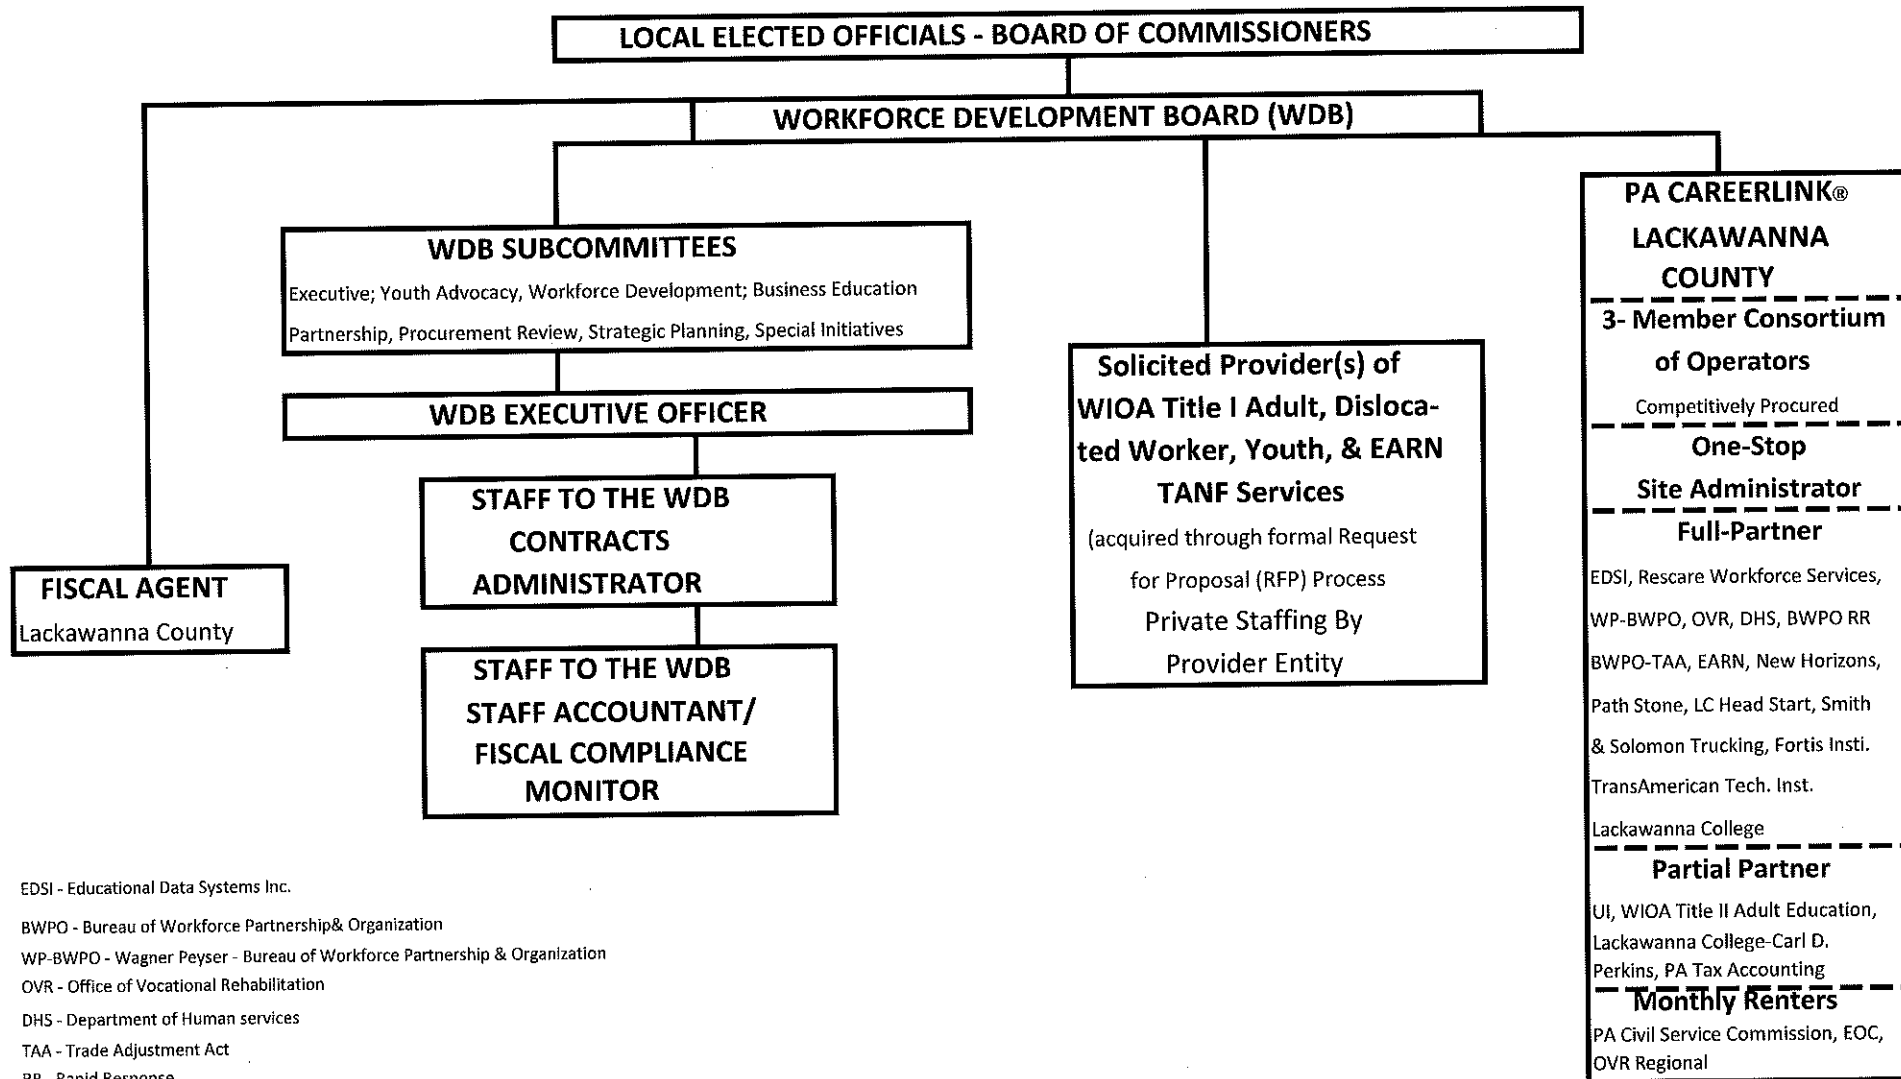 LOCAL ELECTED OFFICIALS - BOARD OF COMMISSIONERS
WORKFORCE DEVELOPMENT BOARD (WDB)
WDB SUBCOMMITTEES
Executive; Youth Advocacy, Workforce Development; Business Education
Partnership, Procurement Review, Strategic Planning, Special Initiatives
WDB EXECUTIVE OFFICER
STAFF TO THE WDB
CONTRACTS
ADMINISTRATOR
STAFF TO THE WDB
STAFF ACCOUNTANT/
FISCAL COMPLIANCE
MONITOR
FISCAL AGENT
Lackawanna County
Solicited Provider(s) of
WIOA Title I Adult, Disloca-
ted Worker, Youth, & EARN
TANF Services
(acquired through formal Request
for Proposal (RFP) Process
Private Staffing By
Provider Entity
PA CAREERLINK®
LACKAWANNA
COUNTY
3- Member Consortium
of Operators
Competitively Procured
One-Stop
Site Administrator
Full-Partner
EDSI, Rescare Workforce Services,
WP-BWPO, OVR, DHS, BWPO RR
BWPO-TAA, EARN, New Horizons,
Path Stone, LC Head Start, Smith
& Solomon Trucking, Fortis Insti.
TransAmerican Tech. Inst.
Lackawanna College
Partial Partner
UI, WIOA Title II Adult Education,
Lackawanna College-Carl D.
Perkins, PA Tax Accounting
Monthly Renters
PA Civil Service Commission, EOC,
OVR Regional
EDSI - Educational Data Systems Inc.
BWPO - Bureau of Workforce Partnership& Organization
WP-BWPO - Wagner Peyser - Bureau of Workforce Partnership & Organization
OVR - Office of Vocational Rehabilitation
DHS - Department of Human services
TAA - Trade Adjustment Act
RR - Rapid Response